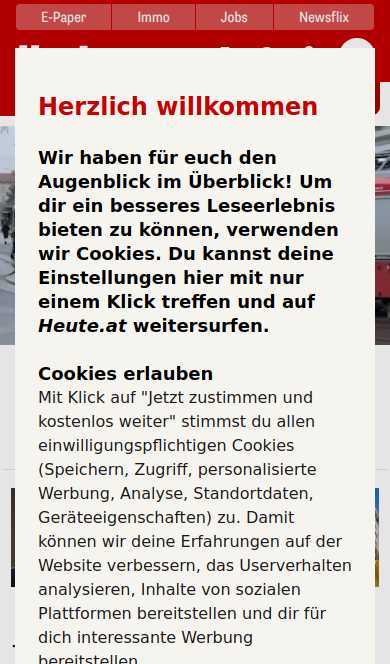 E-Paper Immo Jobs Newsflix
Herzlich willkommen
Wir haben für euch den
Augenblick im Überblick! Um
dir ein besseres Leseerlebnis
bieten zu können, verwenden
wir Cookies. Du kannst deine
Einstellungen hier mit nur
einem Klick treffen und auf
Heute.at weitersurfen.
Cookies erlauben
Mit Klick auf "Jetzt zustimmen und
kostenlos weiter" stimmst du allen
einwilligungspflichtigen Cookies
(Speichern, Zugriff, personalisierte
Werbung, Analyse, Standortdaten,
Geräteeigenschaften) zu. Damit
können wir deine Erfahrungen auf der
Website verbessern, das Userverhalten
analysieren, Inhalte von sozialen
Plattformen bereitstellen und dir für
dich interessante Werbung
bereitstellen.